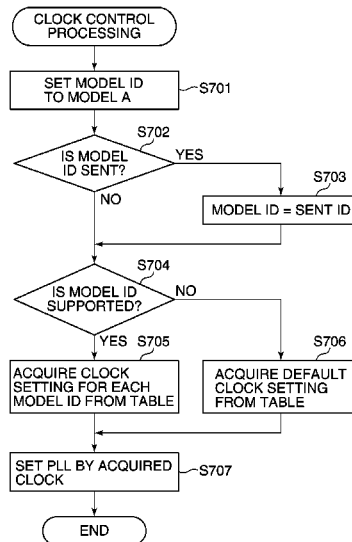 CLOCK CONTROL
PROCESSING
SET MODEL ID
TO MODEL A
S701
S702
IS MODEL
ID SENT?
YES
NO
S703
MODEL ID = SENT ID
S704
IS MODEL ID
SUPPORTED?
NO
YES
S705
ACQUIRE CLOCK
SETTING FOR EACH
MODEL ID FROM TABLE
S706
ACQUIRE DEFAULT
CLOCK SETTING
FROM TABLE
SET PLL BY ACQUIRED
CLOCK
S707
END